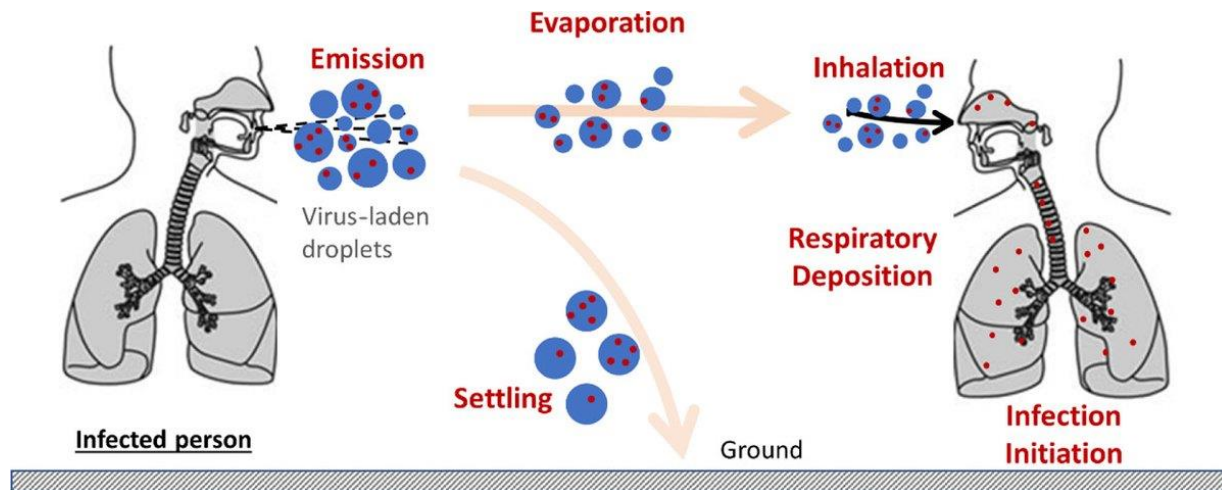 Evaporation
Emission
Inhalation
Virus-laden
droplets
Respiratory
Deposition
Settling
Infection
Initiation
Infected person
Ground